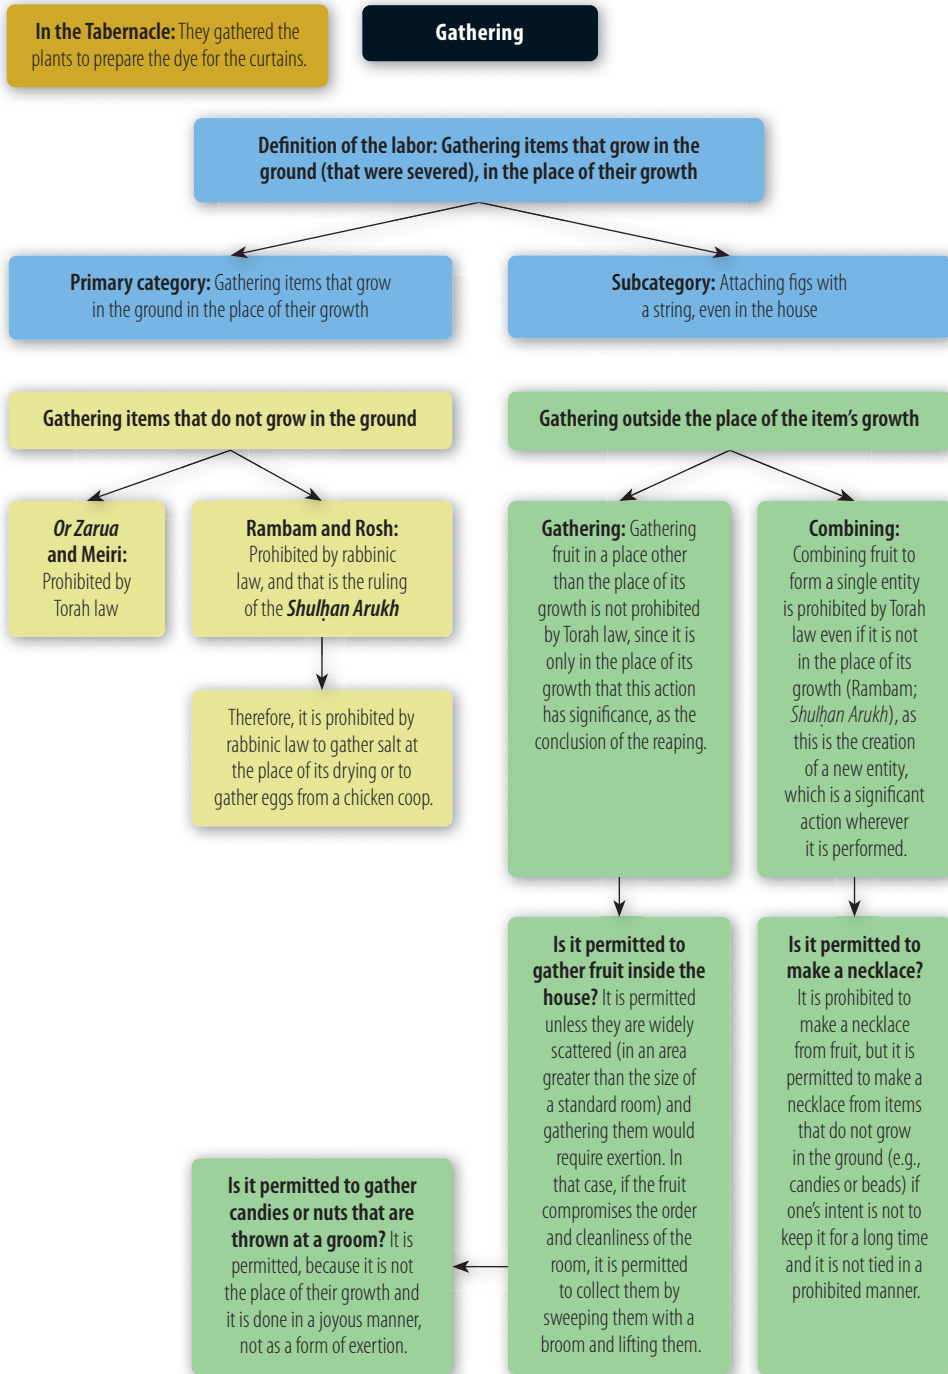 In the Tabernacle: They gathered the
plants to prepare the dye for the curtains.
Gathering
Definition of the labor: Gathering items that grow in the
ground (that were severed), in the place of their growth
Primary category: Gathering items that grow
in the ground in the place of their growth
Subcategory: Attaching figs with
a string, even in the house
Gathering items that do not grow in the ground
Or Zarua
and Meiri:
Prohibited by
Torah law
Rambam and Rosh:
Prohibited by rabbinic
law, and that is the ruling
of the Shulḥan Arukh
Therefore, it is prohibited by
rabbinic law to gather salt at
the place of its drying or to
gather eggs from a chicken coop.
Gathering outside the place of the item's growth
Gathering: Gathering
fruit in a place other
than the place of its
growth is not prohibited
by Torah law, since it is
only in the place of its
growth that this action
has significance, as the
conclusion of the reaping.
Combining:
Combining fruit to
form a single entity
is prohibited by Torah
law even if it is not
in the place of its
growth (Rambam;
Shulḥan Arukh), as
this is the creation
of a new entity,
which is a significant
action wherever
it is performed.
Is it permitted to
gather fruit inside the
house? It is permitted
unless they are widely
scattered (in an area
greater than the size of
a standard room) and
gathering them would
require exertion. In
that case, if the fruit
compromises the order
and cleanliness of the
room, it is permitted
to collect them by
sweeping them with a
broom and lifting them.
Is it permitted to
make a necklace?
It is prohibited to
make a necklace
from fruit, but it is
permitted to make a
necklace from items
that do not grow
in the ground (e.g.,
candies or beads) if
one's intent is not to
keep it for a long time
and it is not tied in a
prohibited manner.
Is it permitted to gather
candies or nuts that are
thrown at a groom? It is
permitted, because it is not
the place of their growth and
it is done in a joyous manner,
not as a form of exertion.